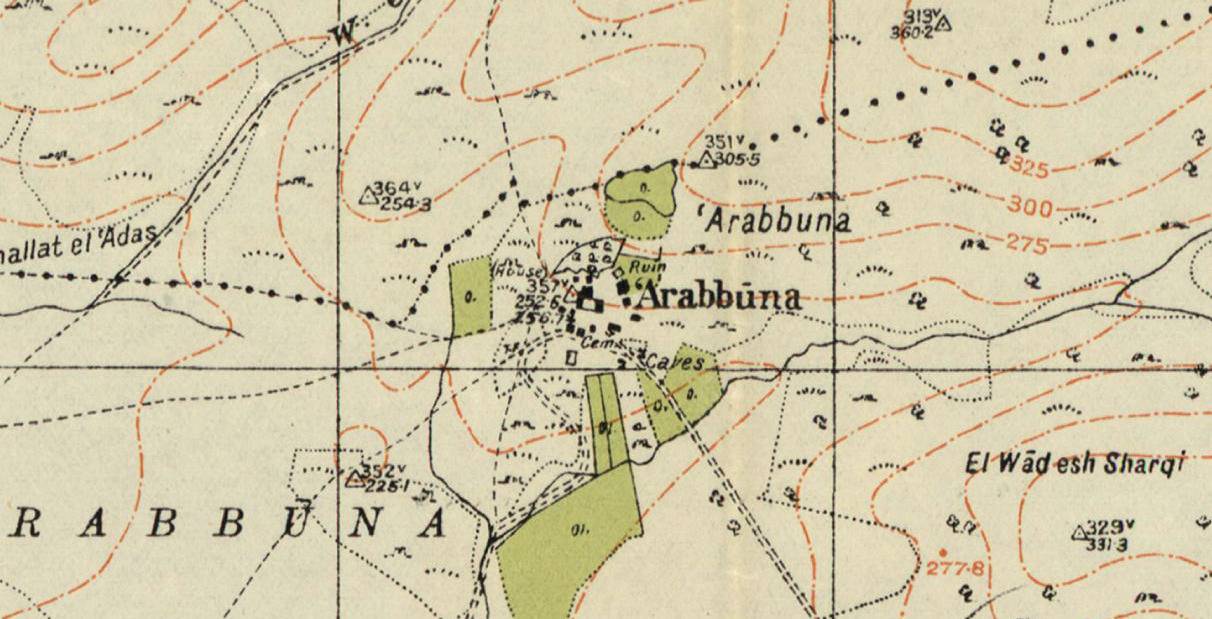 W.
313v
360·2
351v
305·5
325
300
275
364v
254·3
'Arabbuna
allat el 'Adas
O.
O.
(House)
Ruin
O.
357v
252·6
256·7
Arabbūna
Cem.
Caves
O.
O.
O.
352v
225·1
El Wād esh Sharqi
RABBŪNA
Ol.
329v
331·3
277·8